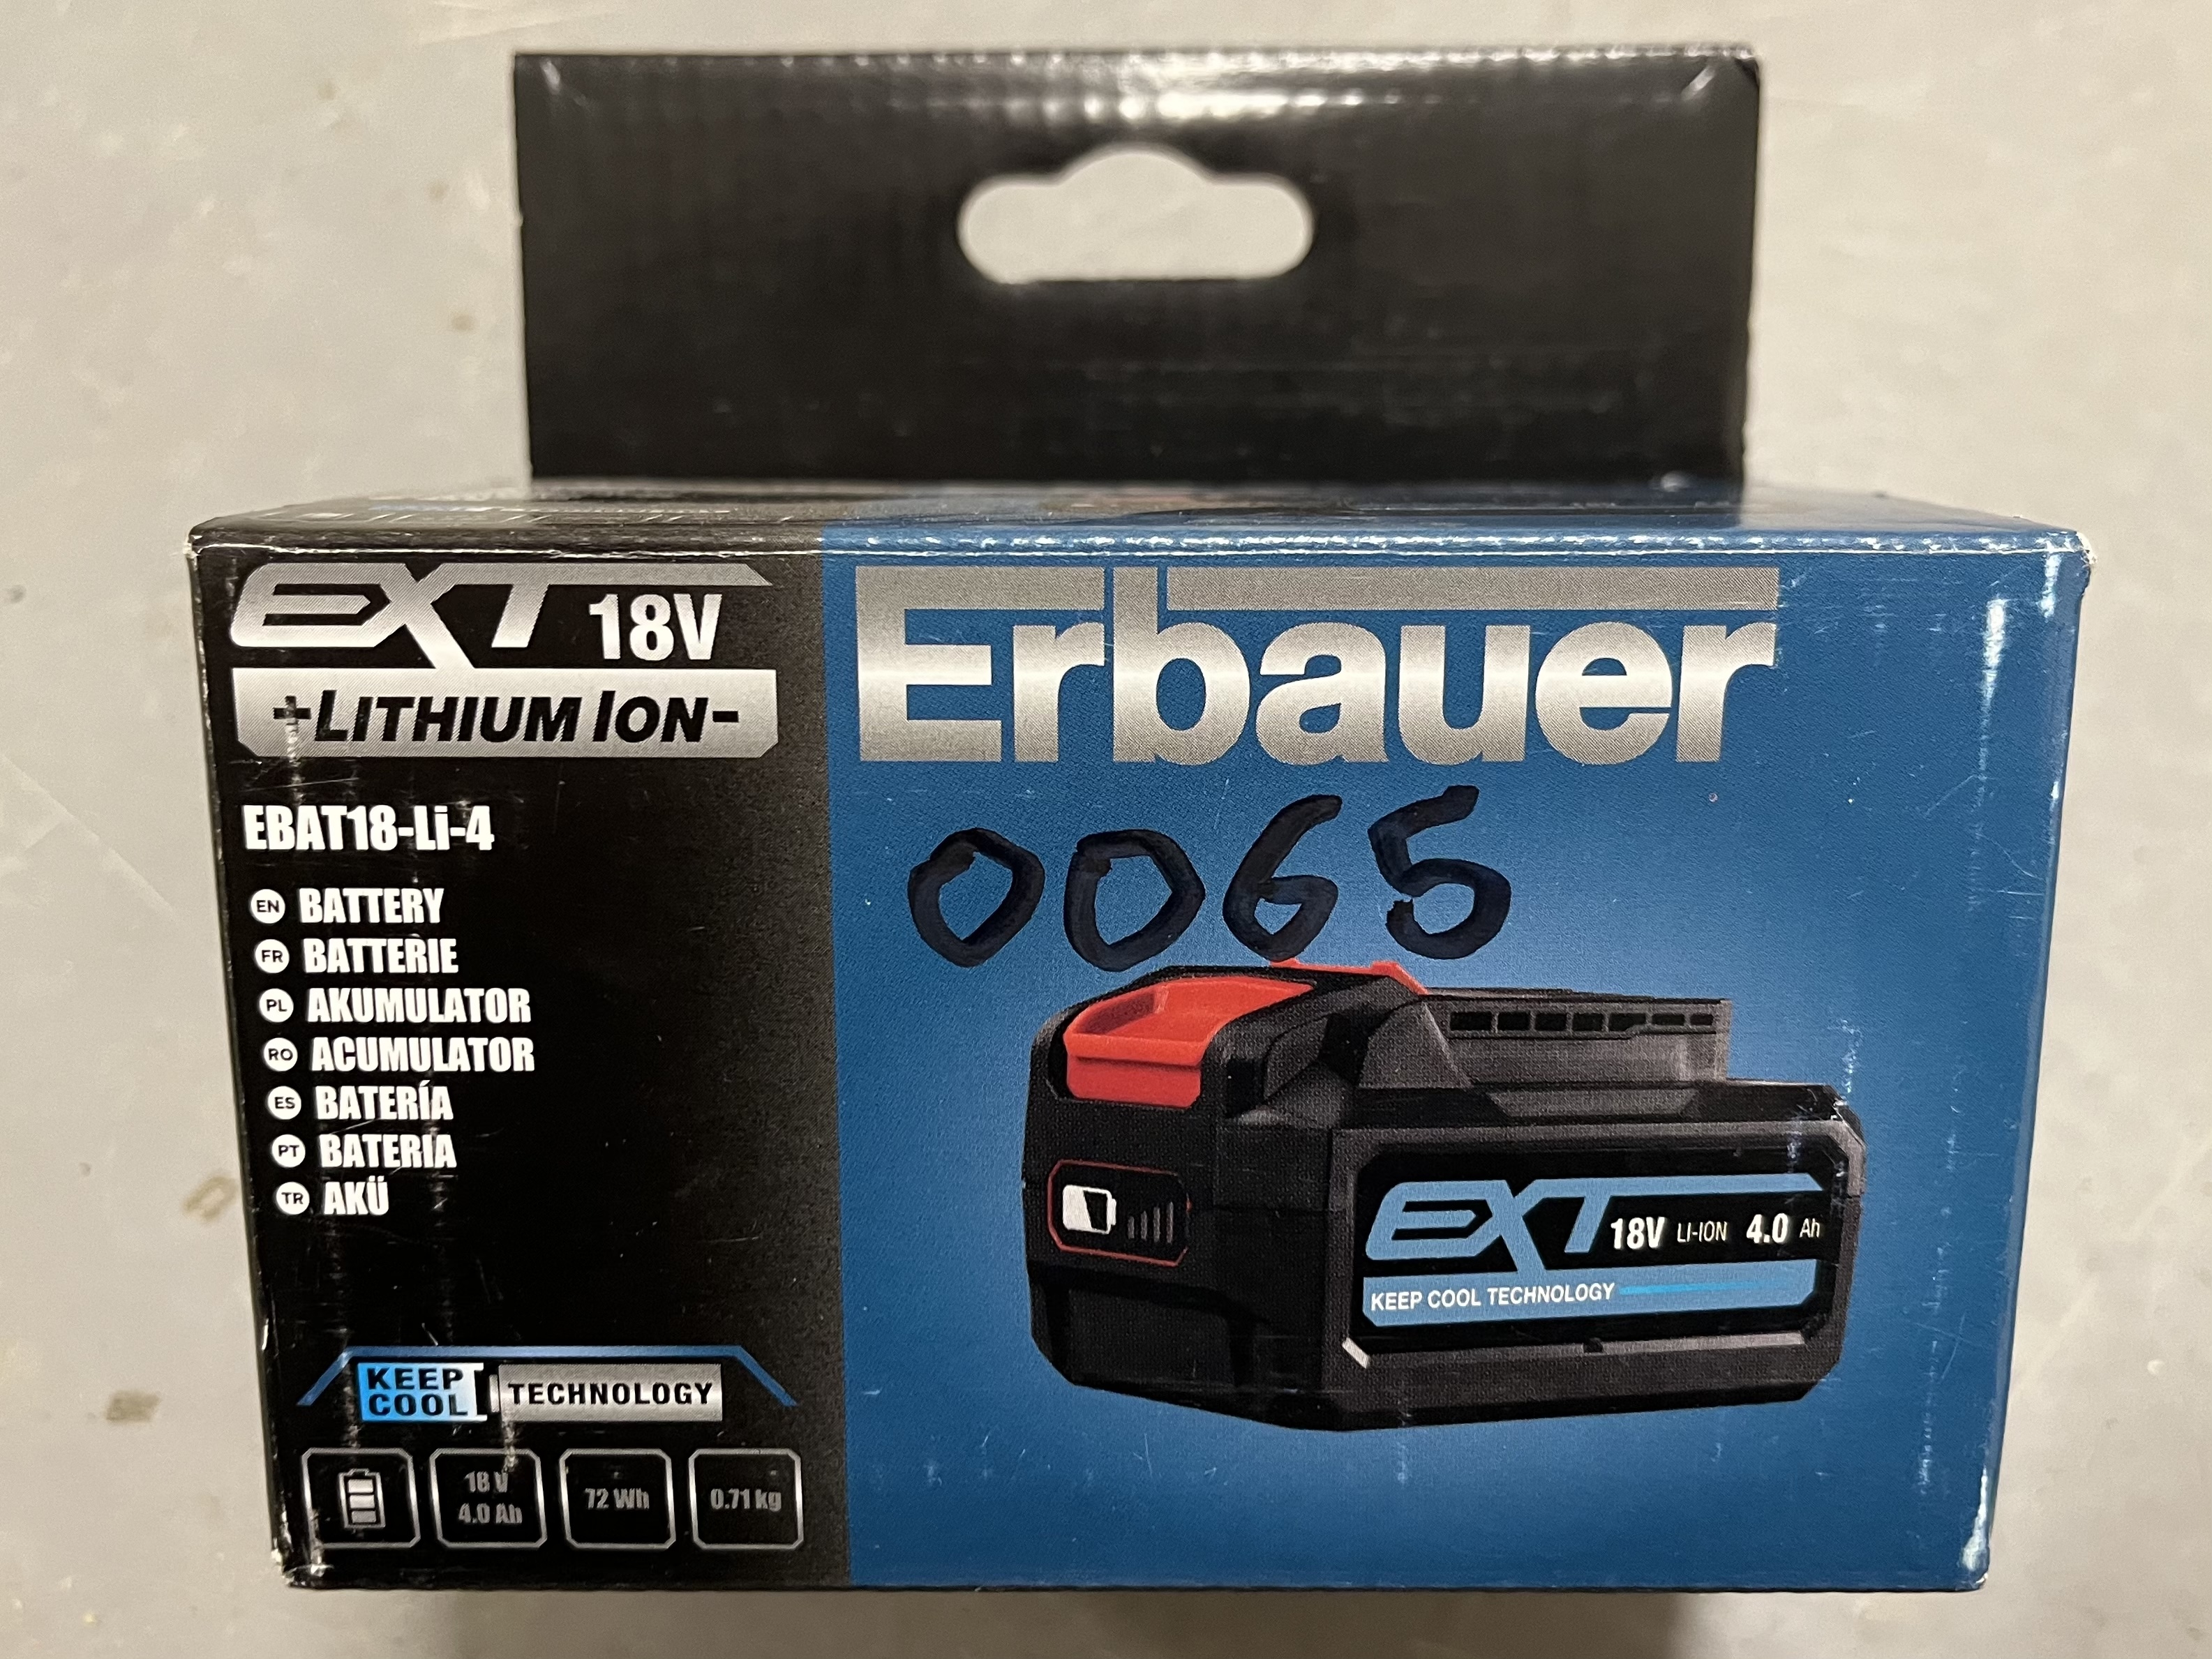 EXT 18V
+LITHIUM ION-
EBAT18-Li-4
EN BATTERY
FR BATTERIE
PL AKUMULATOR
RO ACUMULATOR
ES BATERÍA
PT BATERIA
TR AKÜ
KEEP COOL TECHNOLOGY
18 V
4.0 Ah
72 Wh
0.71 kg
Erbauer
0065
EXT 18V LI-ION 4.0 Ah
KEEP COOL TECHNOLOGY